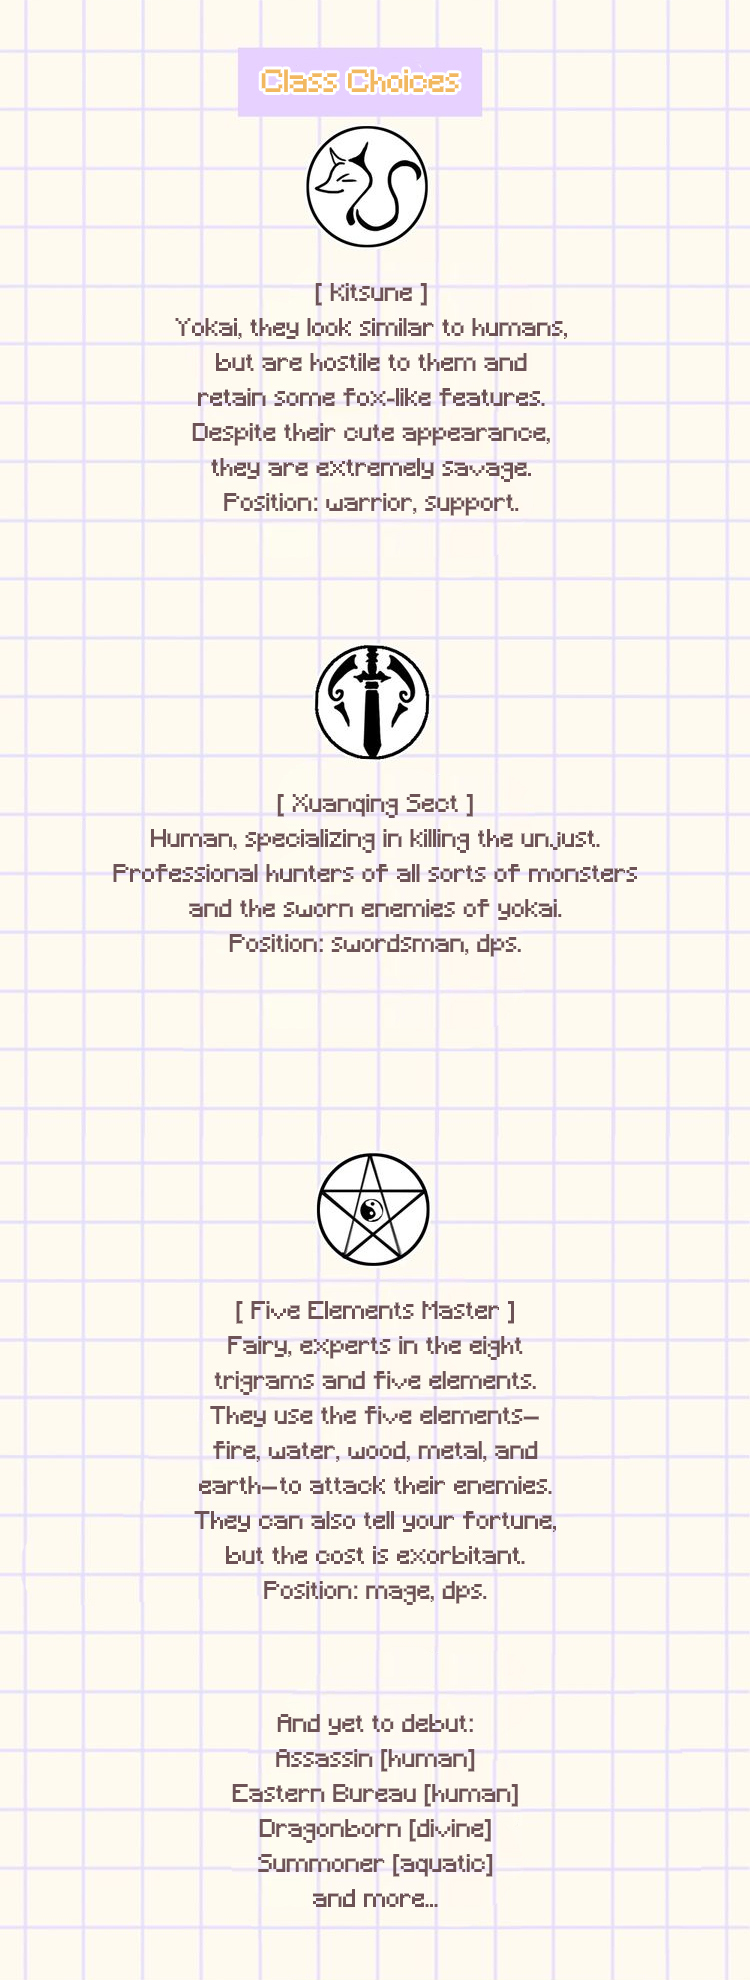 Class Choices
[ Kitsune ]
Yokai, they look similar to humans,
but are hostile to them and
retain some fox-like features.
Despite their cute appearance,
they are extremely savage.
Position: warrior, support.
[ Xuanqing Sect ]
Human, specializing in killing the unjust.
Professional hunters of all sorts of monsters
and the sworn enemies of yokai.
Position: swordsman, dps.
[ Five Elements Master ]
Fairy, experts in the eight
trigrams and five elements.
They use the five elements—
fire, water, wood, metal, and
earth—to attack their enemies.
They can also tell your fortune,
but the cost is exorbitant.
Position: mage, dps.
And yet to debut:
Assassin [human]
Eastern Bureau [human]
Dragonborn [divine]
Summoner [aquatic]
and more...